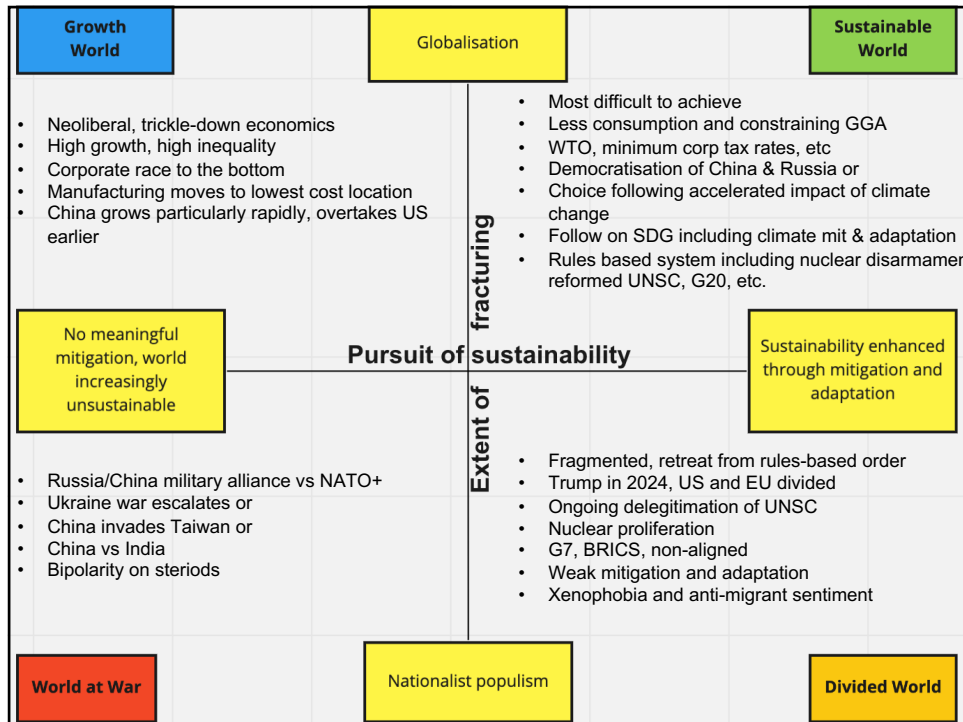 Growth
World
Globalisation
Sustainable
World
• Neoliberal, trickle-down economics
• High growth, high inequality
• Corporate race to the bottom
• Manufacturing moves to lowest cost location
• China grows particularly rapidly, overtakes US
earlier
• Most difficult to achieve
• Less consumption and constraining GGA
• WTO, minimum corp tax rates, etc
• Democratisation of China & Russia or
• Choice following accelerated impact of climate
change
• Follow on SDG including climate mit & adaptation
• Rules based system including nuclear disarmamen
reformed UNSC, G20, etc.
No meaningful
mitigation, world
increasingly
unsustainable
Pursuit of sustainability
Extent of fracturing
Sustainability enhanced
through mitigation and
adaptation
• Russia/China military alliance vs NATO+
• Ukraine war escalates or
• China invades Taiwan or
• China vs India
• Bipolarity on steriods
• Fragmented, retreat from rules-based order
• Trump in 2024, US and EU divided
• Ongoing delegitimation of UNSC
• Nuclear proliferation
• G7, BRICS, non-aligned
• Weak mitigation and adaptation
• Xenophobia and anti-migrant sentiment
World at War
Nationalist populism
Divided World